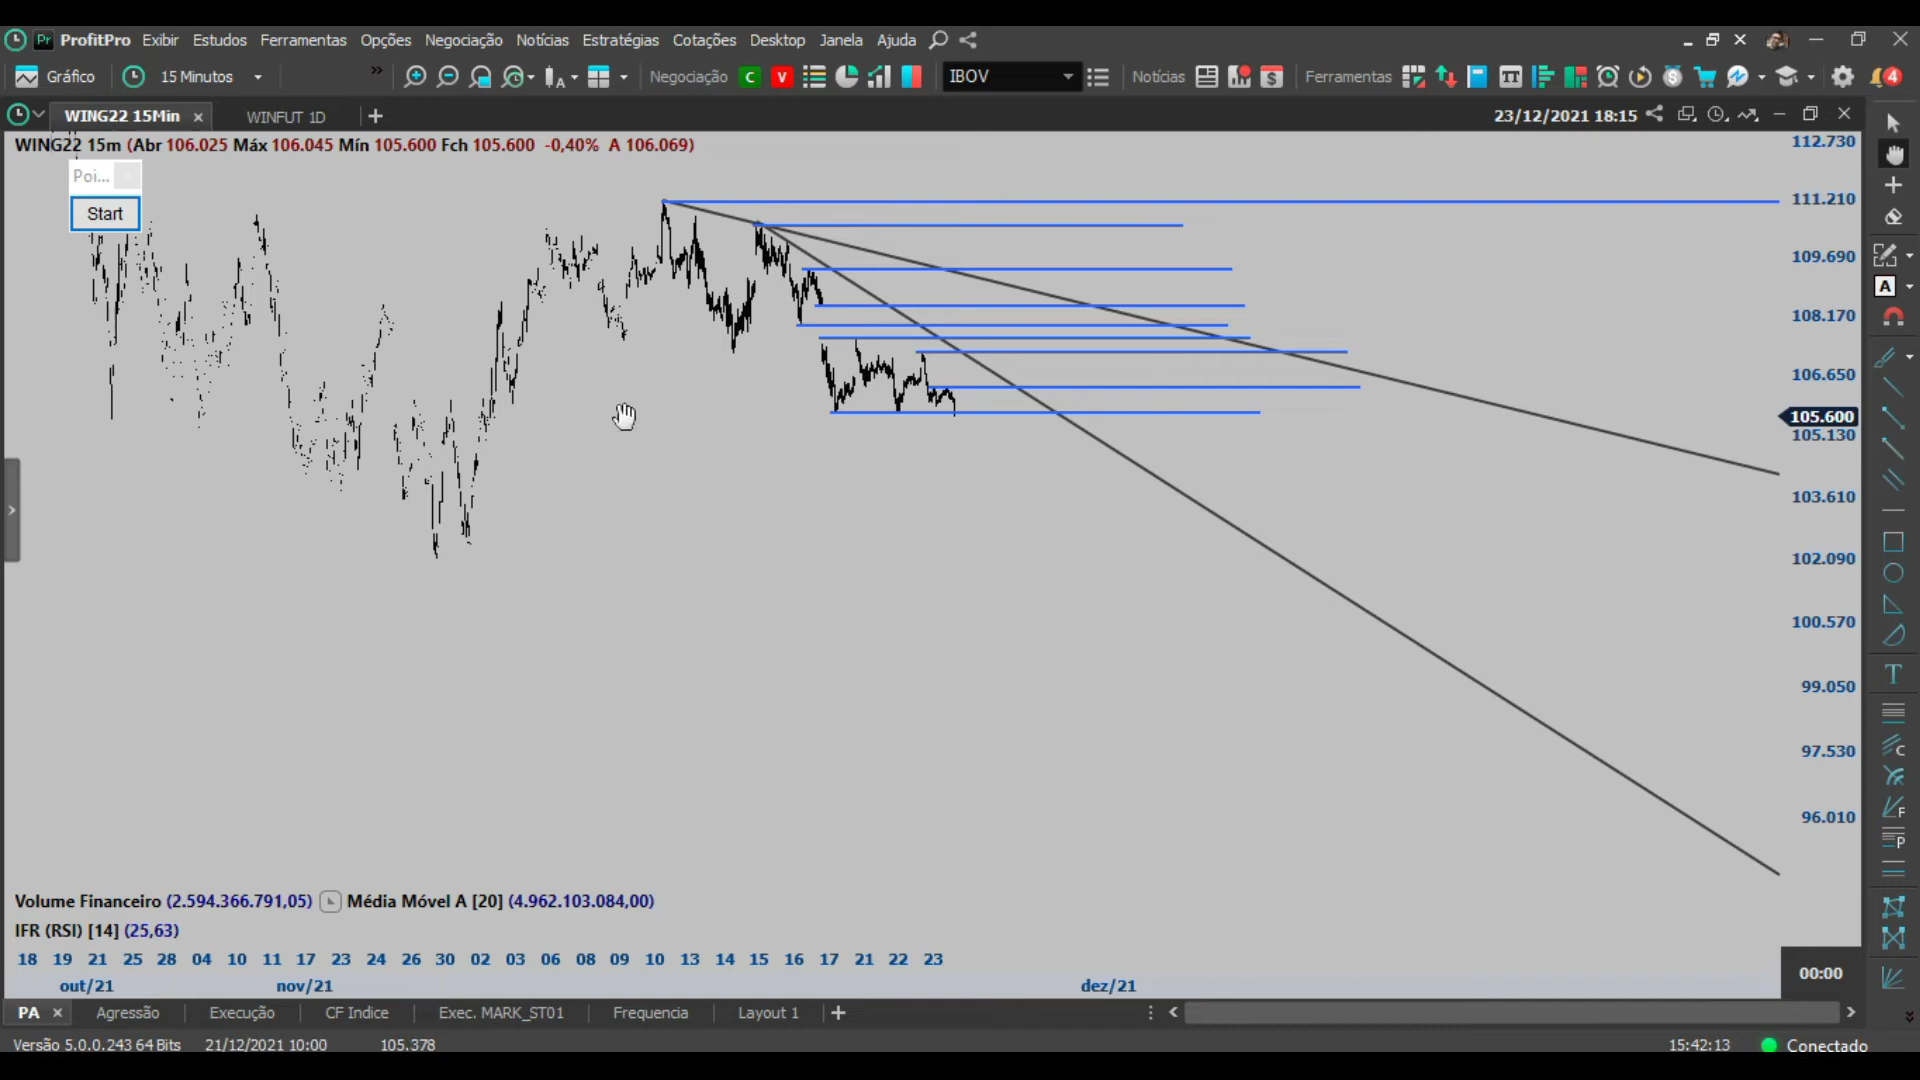 ProfitPro Exibir Estudos Ferramentas Opções Negociação Notícias Estratégias Cotações Desktop Janela Ajuda
Gráfico 15 Minutos » A Negociação C V IBOV Notícias Ferramentas 4
WING22 15Min WINFUT 1D 23/12/2021 18:15
WING22 15m (Abr 106.025 Máx 106.045 Mín 105.600 Fch 105.600 -0,40% A 106.069)
Poi...
Start
112.730
111.210
109.690
108.170
106.650
105.600
105.130
103.610
102.090
100.570
99.050
97.530
96.010
Volume Financeiro (2.594.366.791,05) Média Móvel A [20] (4.962.103.084,00)
IFR (RSI) [14] (25,63)
18 19 21 25 28 04 10 11 17 23 24 26 30 02 03 06 08 09 10 13 14 15 16 17 21 22 23
out/21 nov/21 dez/21
00:00
PA Agressão Execução CF Indice Exec. MARK_ST01 Frequencia Layout 1
Versão 5.0.0.243 64 Bits 21/12/2021 10:00 105.378 15:42:13 Conectado